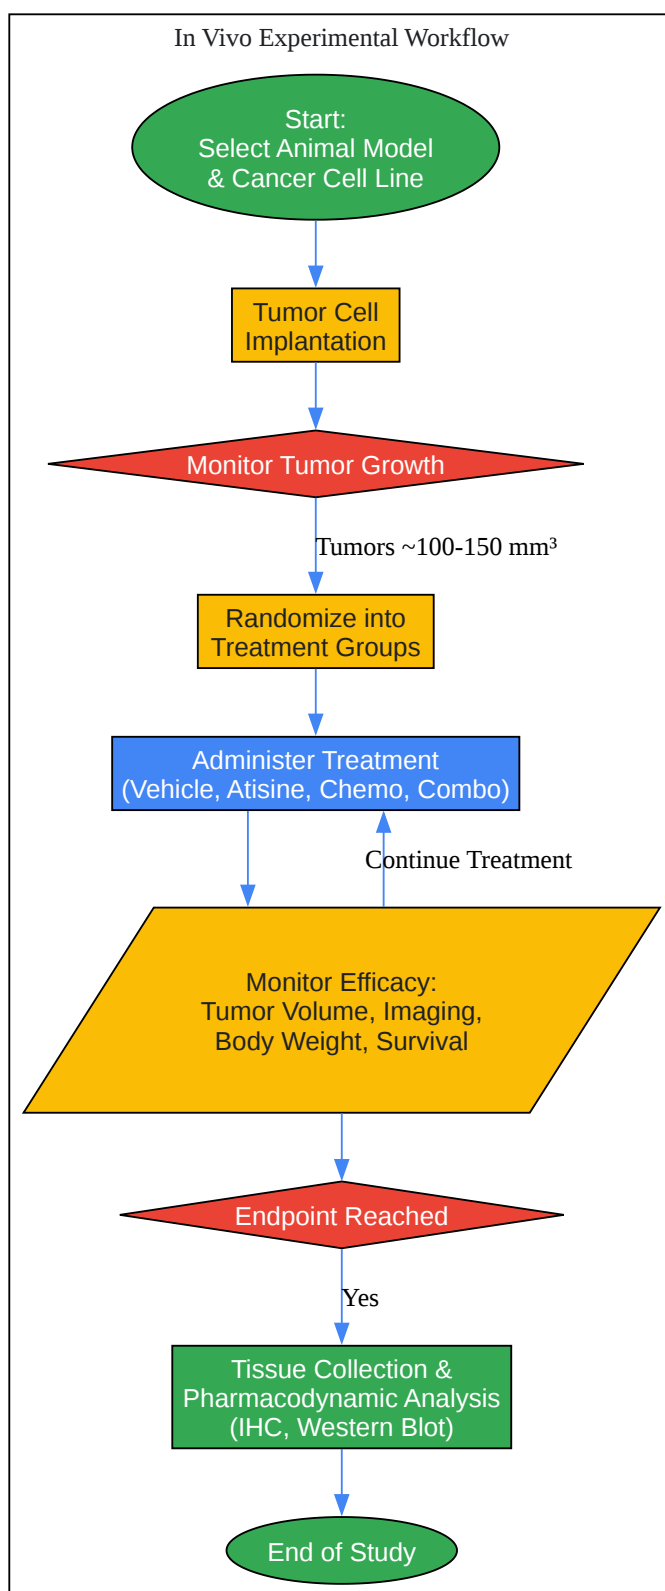 In Vivo Experimental Workflow
Start:
Select Animal Model
& Cancer Cell Line
Tumor Cell
Implantation
Monitor Tumor Growth
Tumors ~100-150 mm³
Randomize into
Treatment Groups
Administer Treatment
(Vehicle, Atisine, Chemo, Combo)
Continue Treatment
Monitor Efficacy:
Tumor Volume, Imaging,
Body Weight, Survival
Endpoint Reached
Yes
Tissue Collection &
Pharmacodynamic Analysis
(IHC, Western Blot)
End of Study